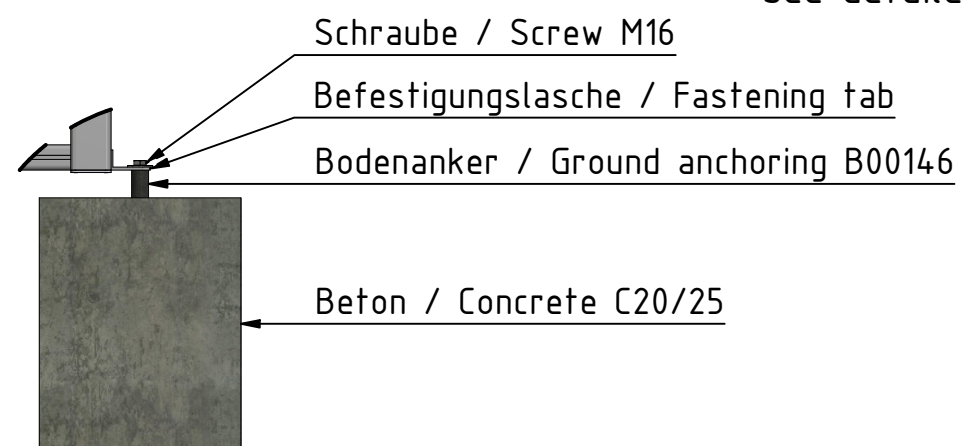 Schraube / Screw M16
Befestigungslasche / Fastening tab
Bodenanker / Ground anchoring B00146
Beton / Concrete C20/25